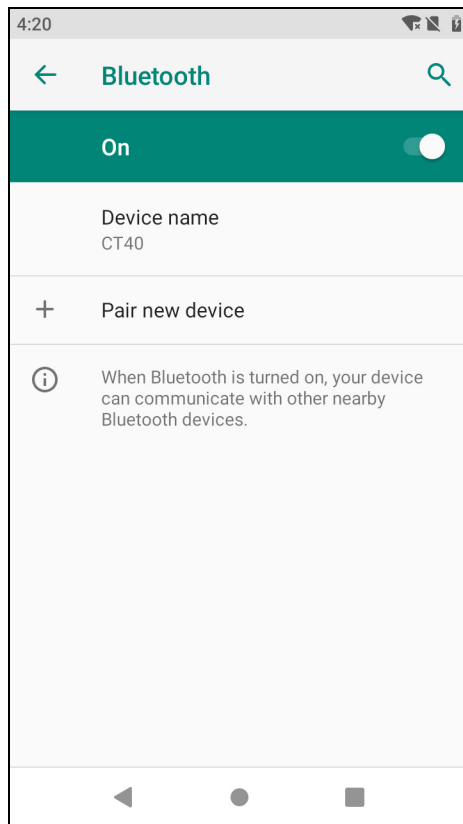 4:20
Bluetooth
On
Device name
CT40
Pair new device
When Bluetooth is turned on, your device
can communicate with other nearby
Bluetooth devices.